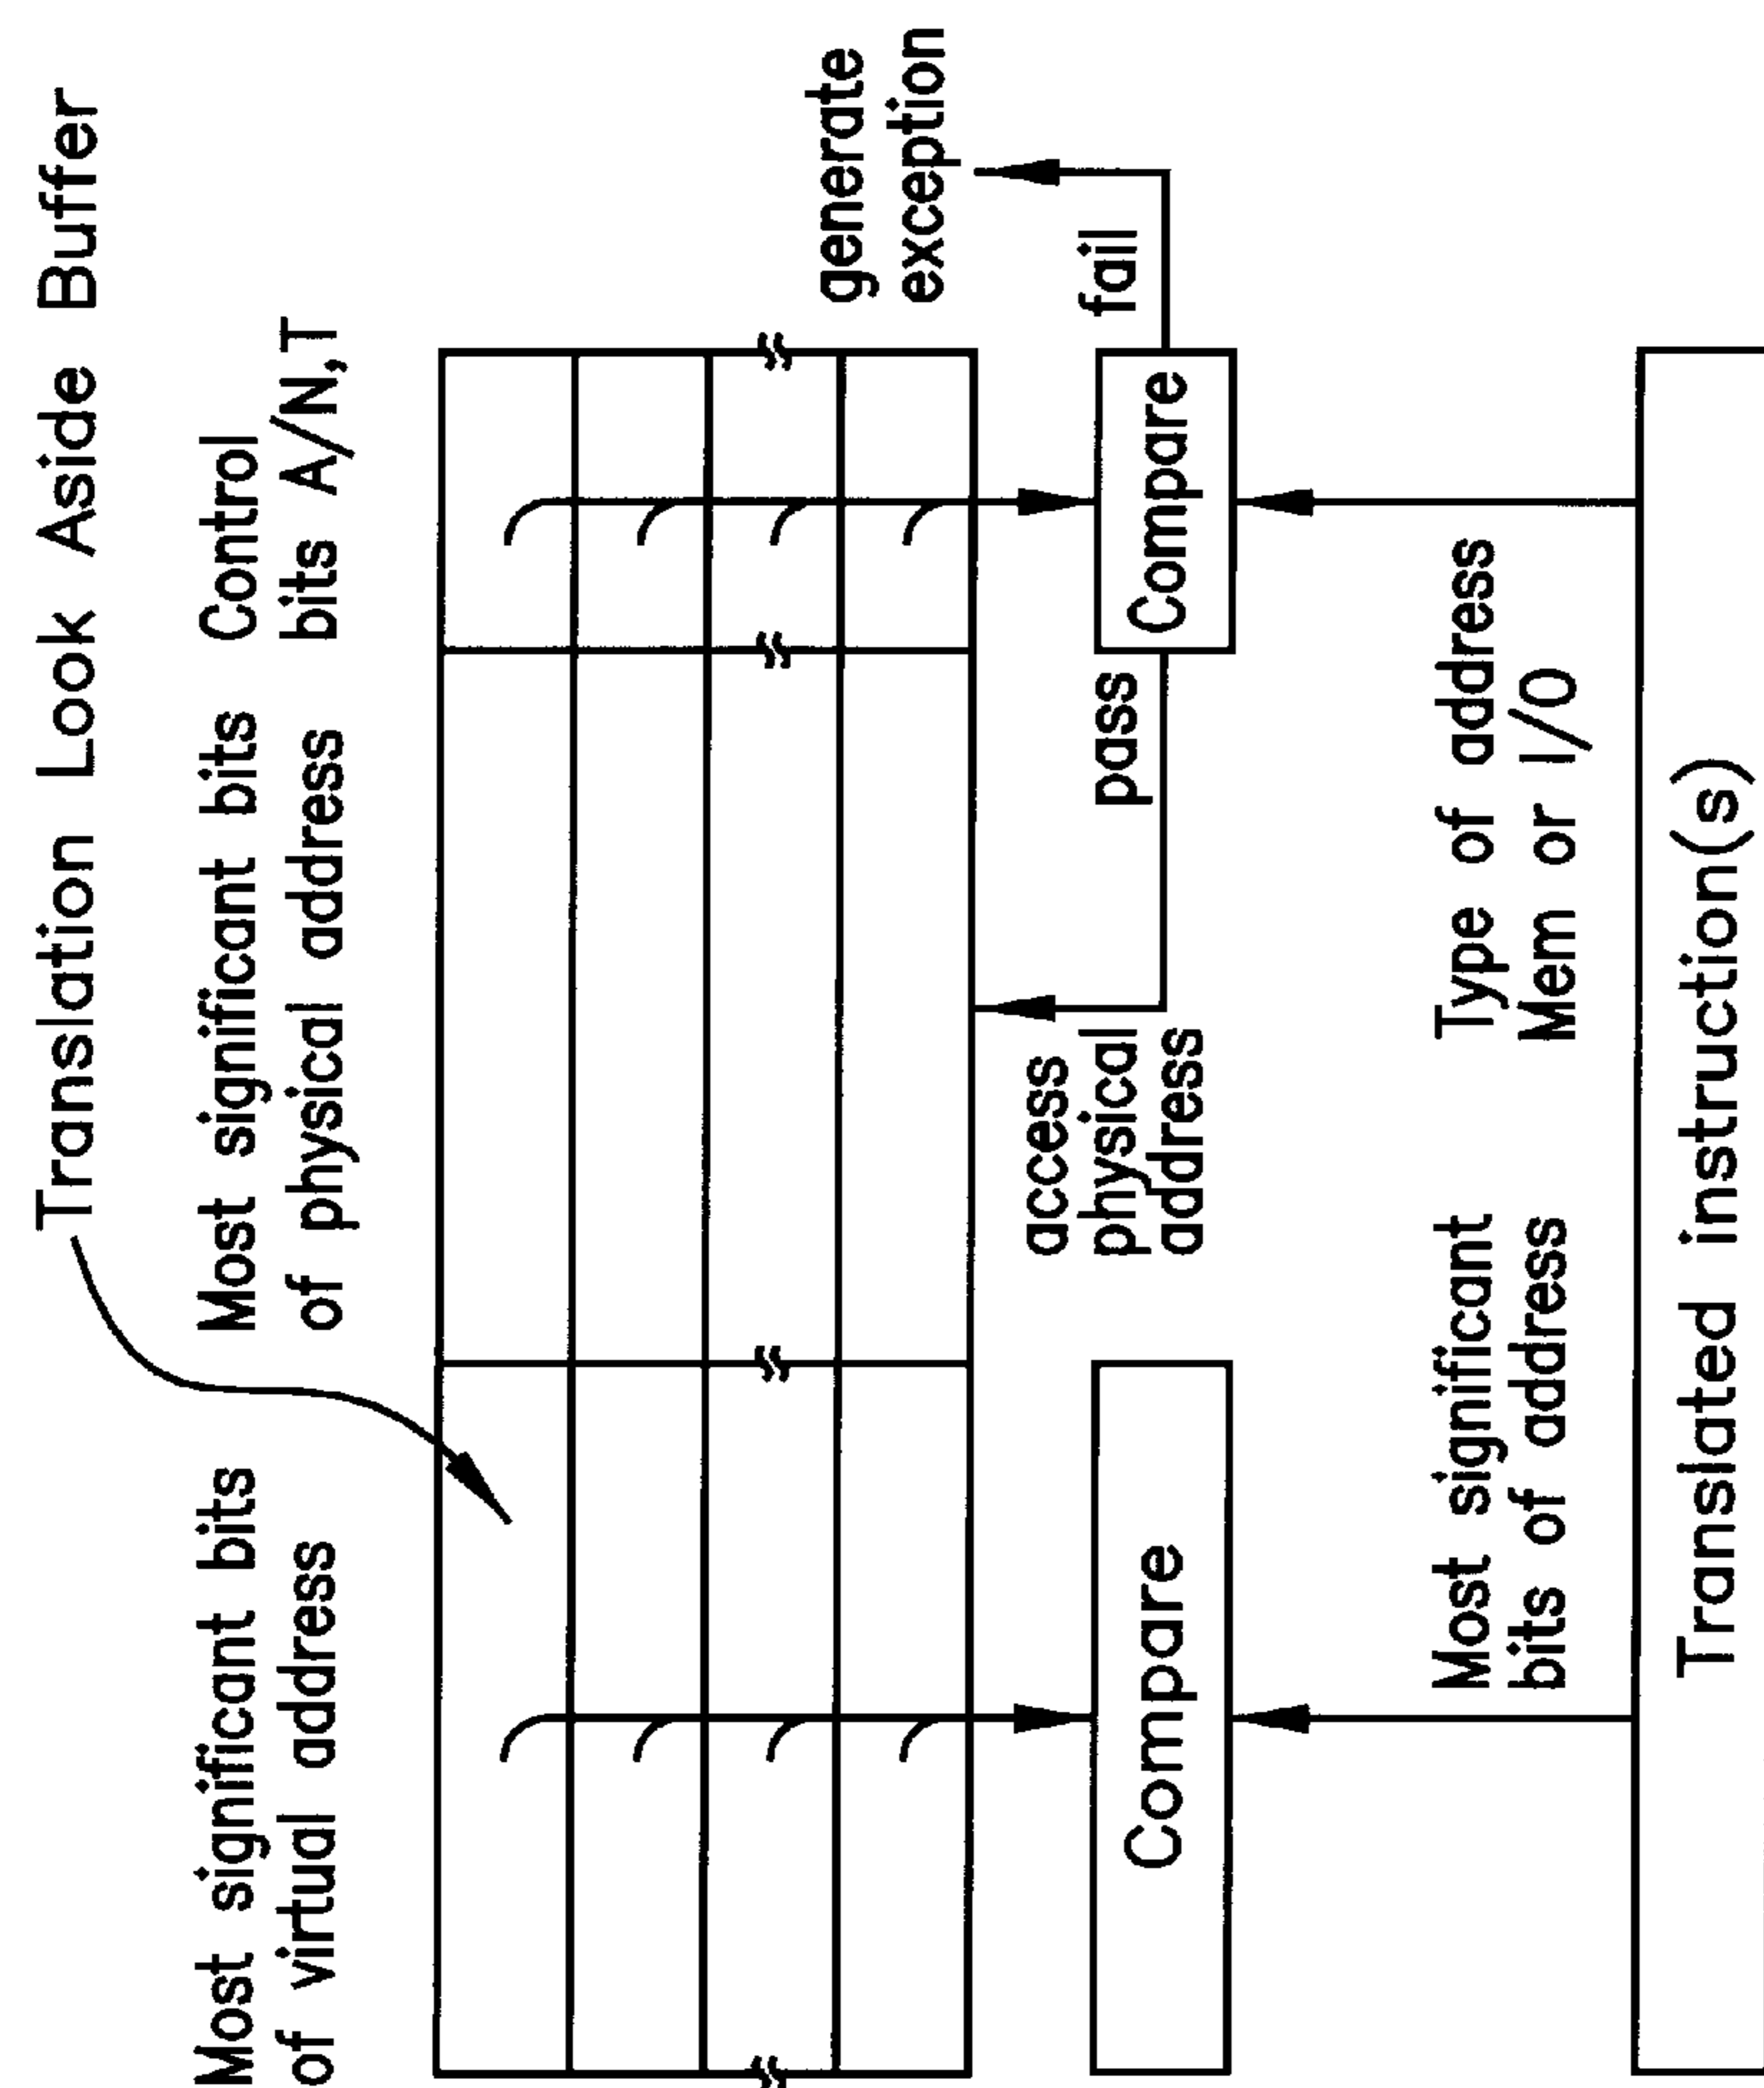 Translation Look Aside Buffer
Most significant bits
of virtual address
Most significant bits
of physical address
Control
bits A/N,T
generate
exception
fail
Compare
pass
access
physical
address
Compare
Most significant
bits of address
Type of address
Mem or I/O
Translated instruction(s)